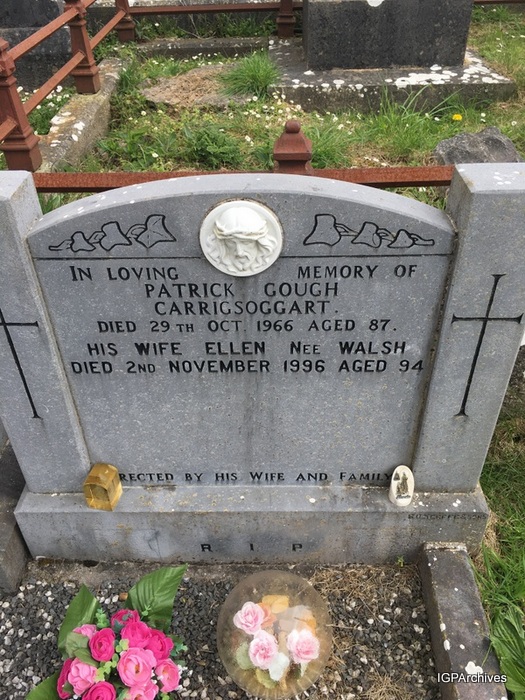 IN LOVING MEMORY OF
PATRICK GOUGH
CARRIGSOGGART.
DIED 29TH OCT. 1966 AGED 87.
HIS WIFE ELLEN NEE WALSH
DIED 2ND NOVEMBER 1996 AGED 94
RECTED BY HIS WIFE AND FAMILY
R I P
IGPArchives